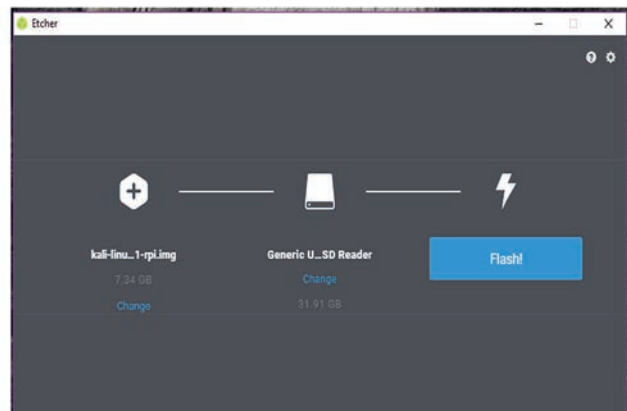 Etcher
kali-linu...1-rpi.img
7.34 GB
Change
Generic U...SD Reader
Change
31.91 GB
Flash!